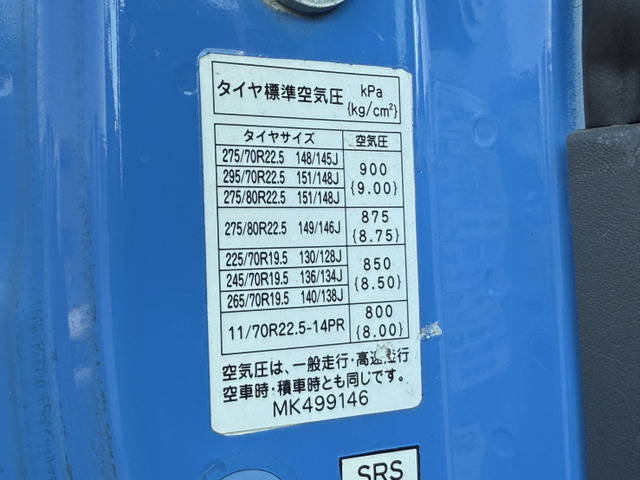 タイヤ標準空気圧 kPa {kg/cm²}
タイヤサイズ 空気圧
275/70R22.5 148/145J
295/70R22.5 151/148J
275/80R22.5 151/148J
900
{9.00}
275/80R22.5 149/146J
875
{8.75}
225/70R19.5 130/128J
245/70R19.5 136/134J
265/70R19.5 140/138J
850
{8.50}
11/70R22.5-14PR
800
{8.00}
空気圧は、一般走行・高速走行
空車時・積車時とも同じです。
MK499146
SRS